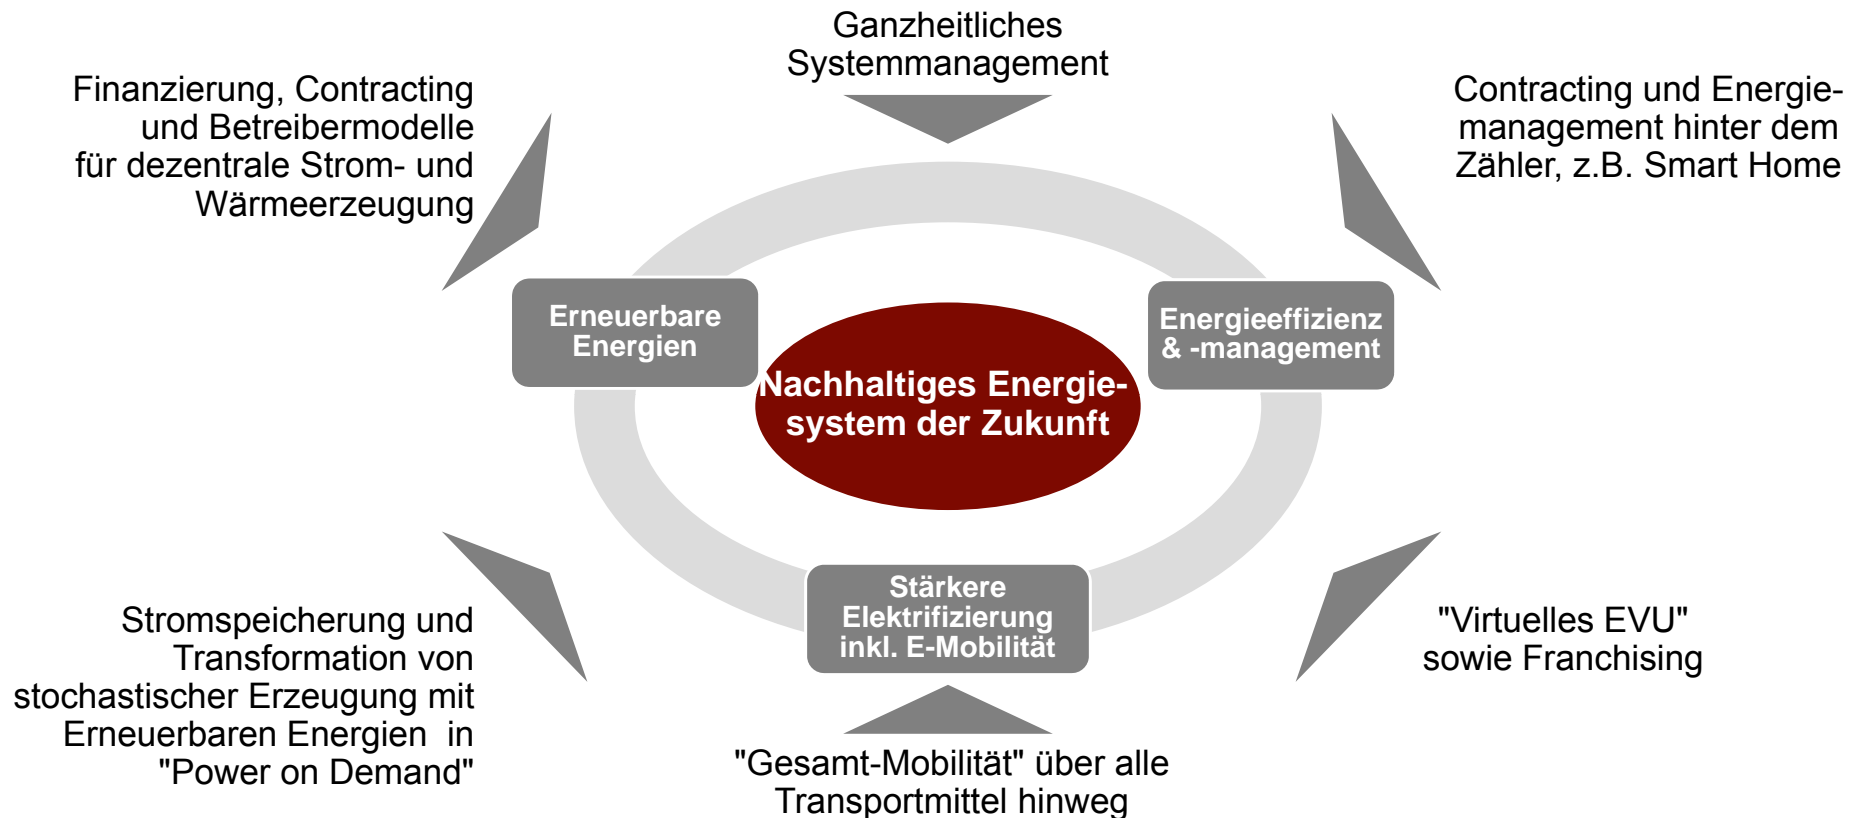 Ganzheitliches
Systemmanagement
Finanzierung, Contracting
und Betreibermodelle
für dezentrale Strom- und
Wärmeerzeugung
Contracting und Energie-
management hinter dem
Zähler, z.B. Smart Home
Erneuerbare
Energien
Energieeffizienz
& -management
Nachhaltiges Energie-
system der Zukunft
Stärkere
Elektrifizierung
inkl. E-Mobilität
Stromspeicherung und
Transformation von
stochastischer Erzeugung mit
Erneuerbaren Energien  in
"Power on Demand"
"Virtuelles EVU"
sowie Franchising
"Gesamt-Mobilität" über alle
Transportmittel hinweg